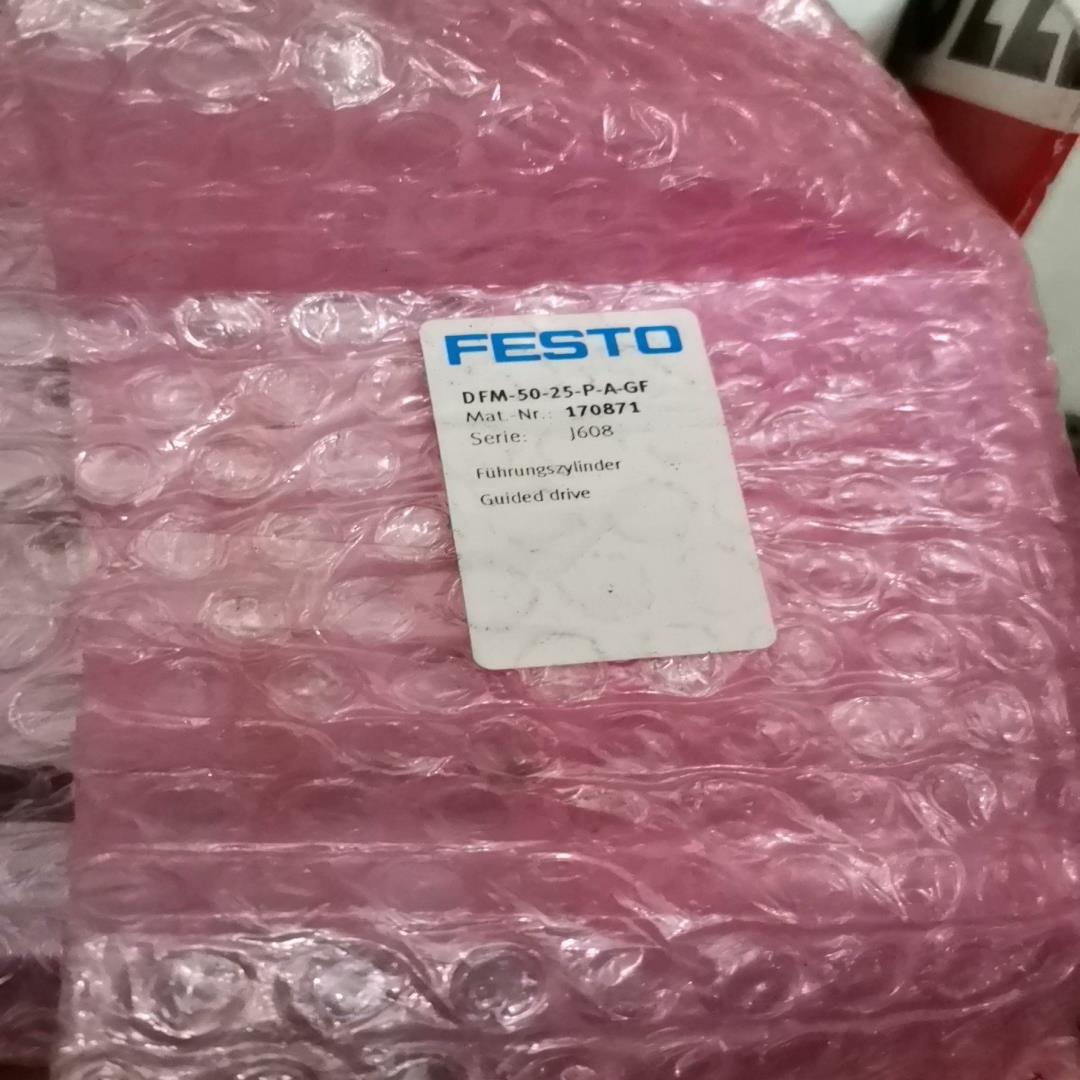 FESTO
DFM-50-25-P-A-GF
Mat.-Nr.: 170871
Serie: J608
Führungszylinder
Guided drive